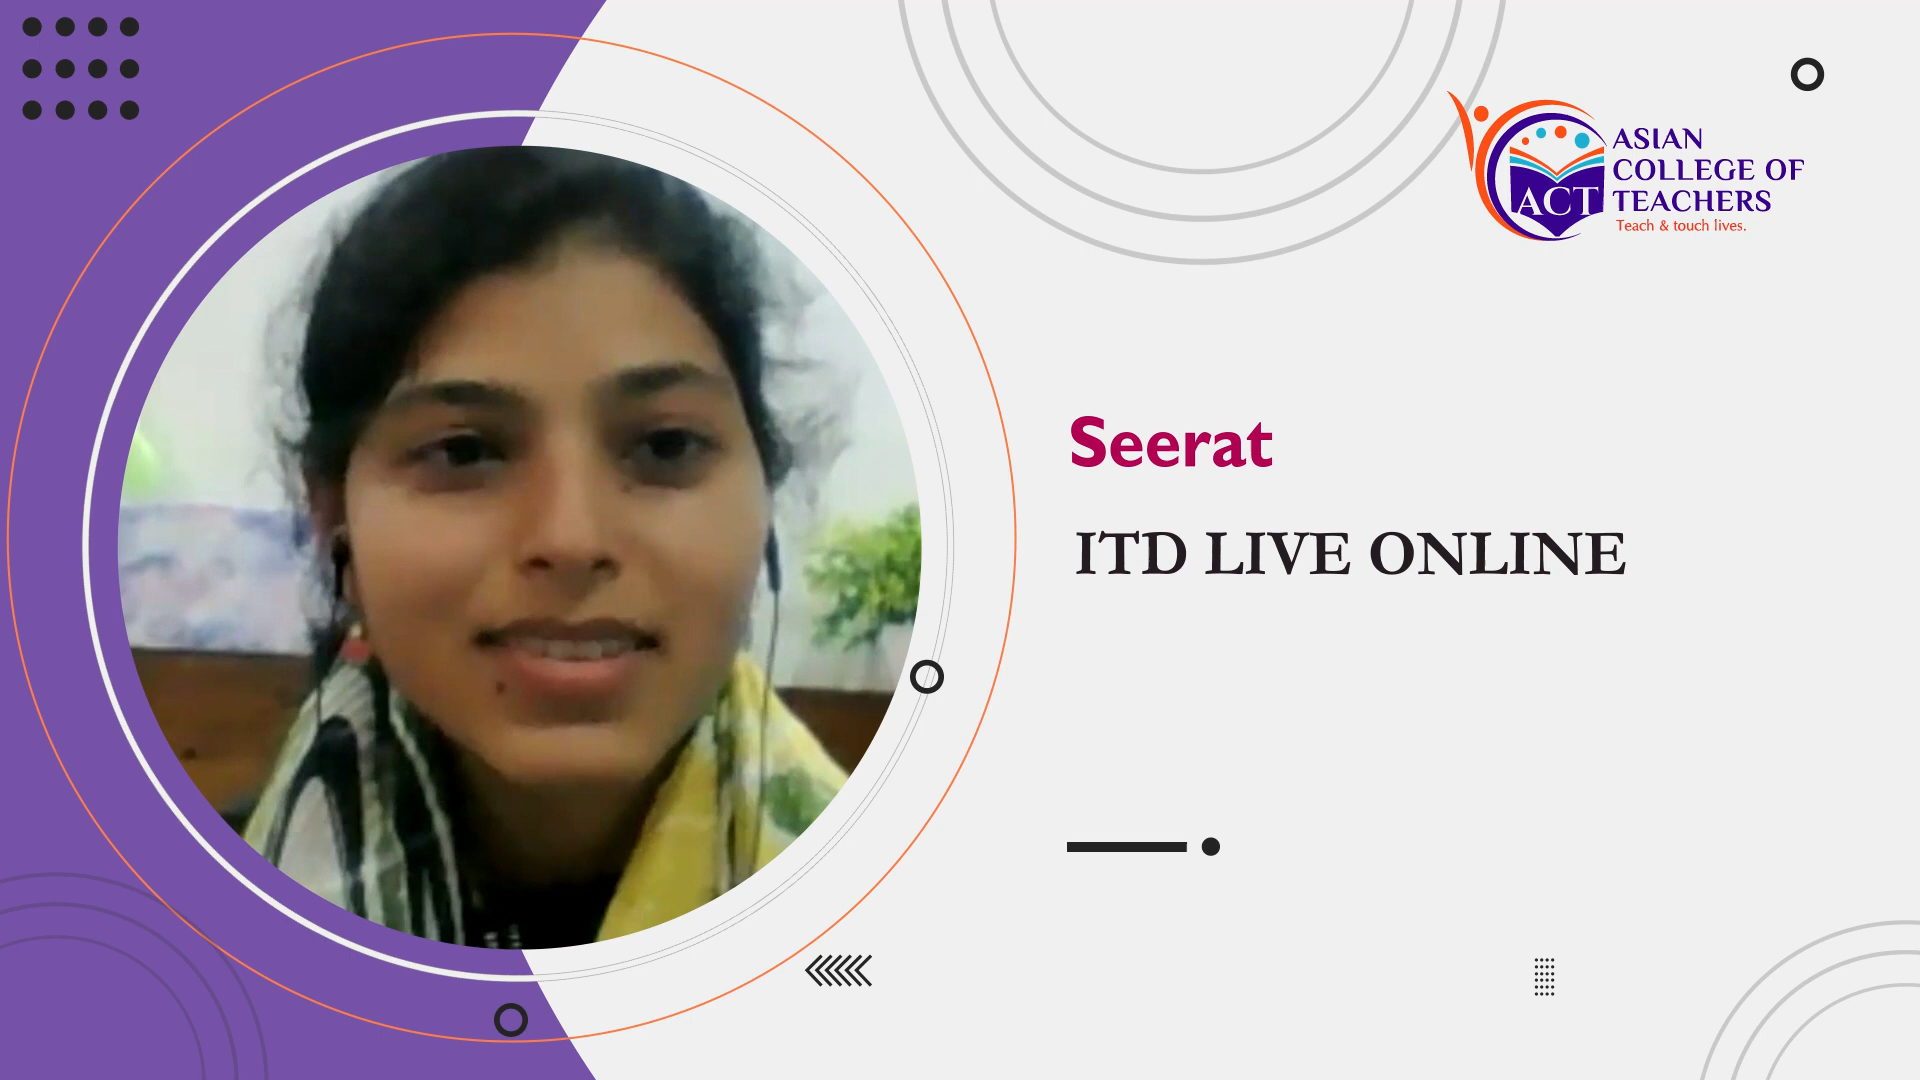 ASIAN
COLLEGE OF
TEACHERS
ACT
Teach & touch lives.
Seerat
ITD LIVE ONLINE